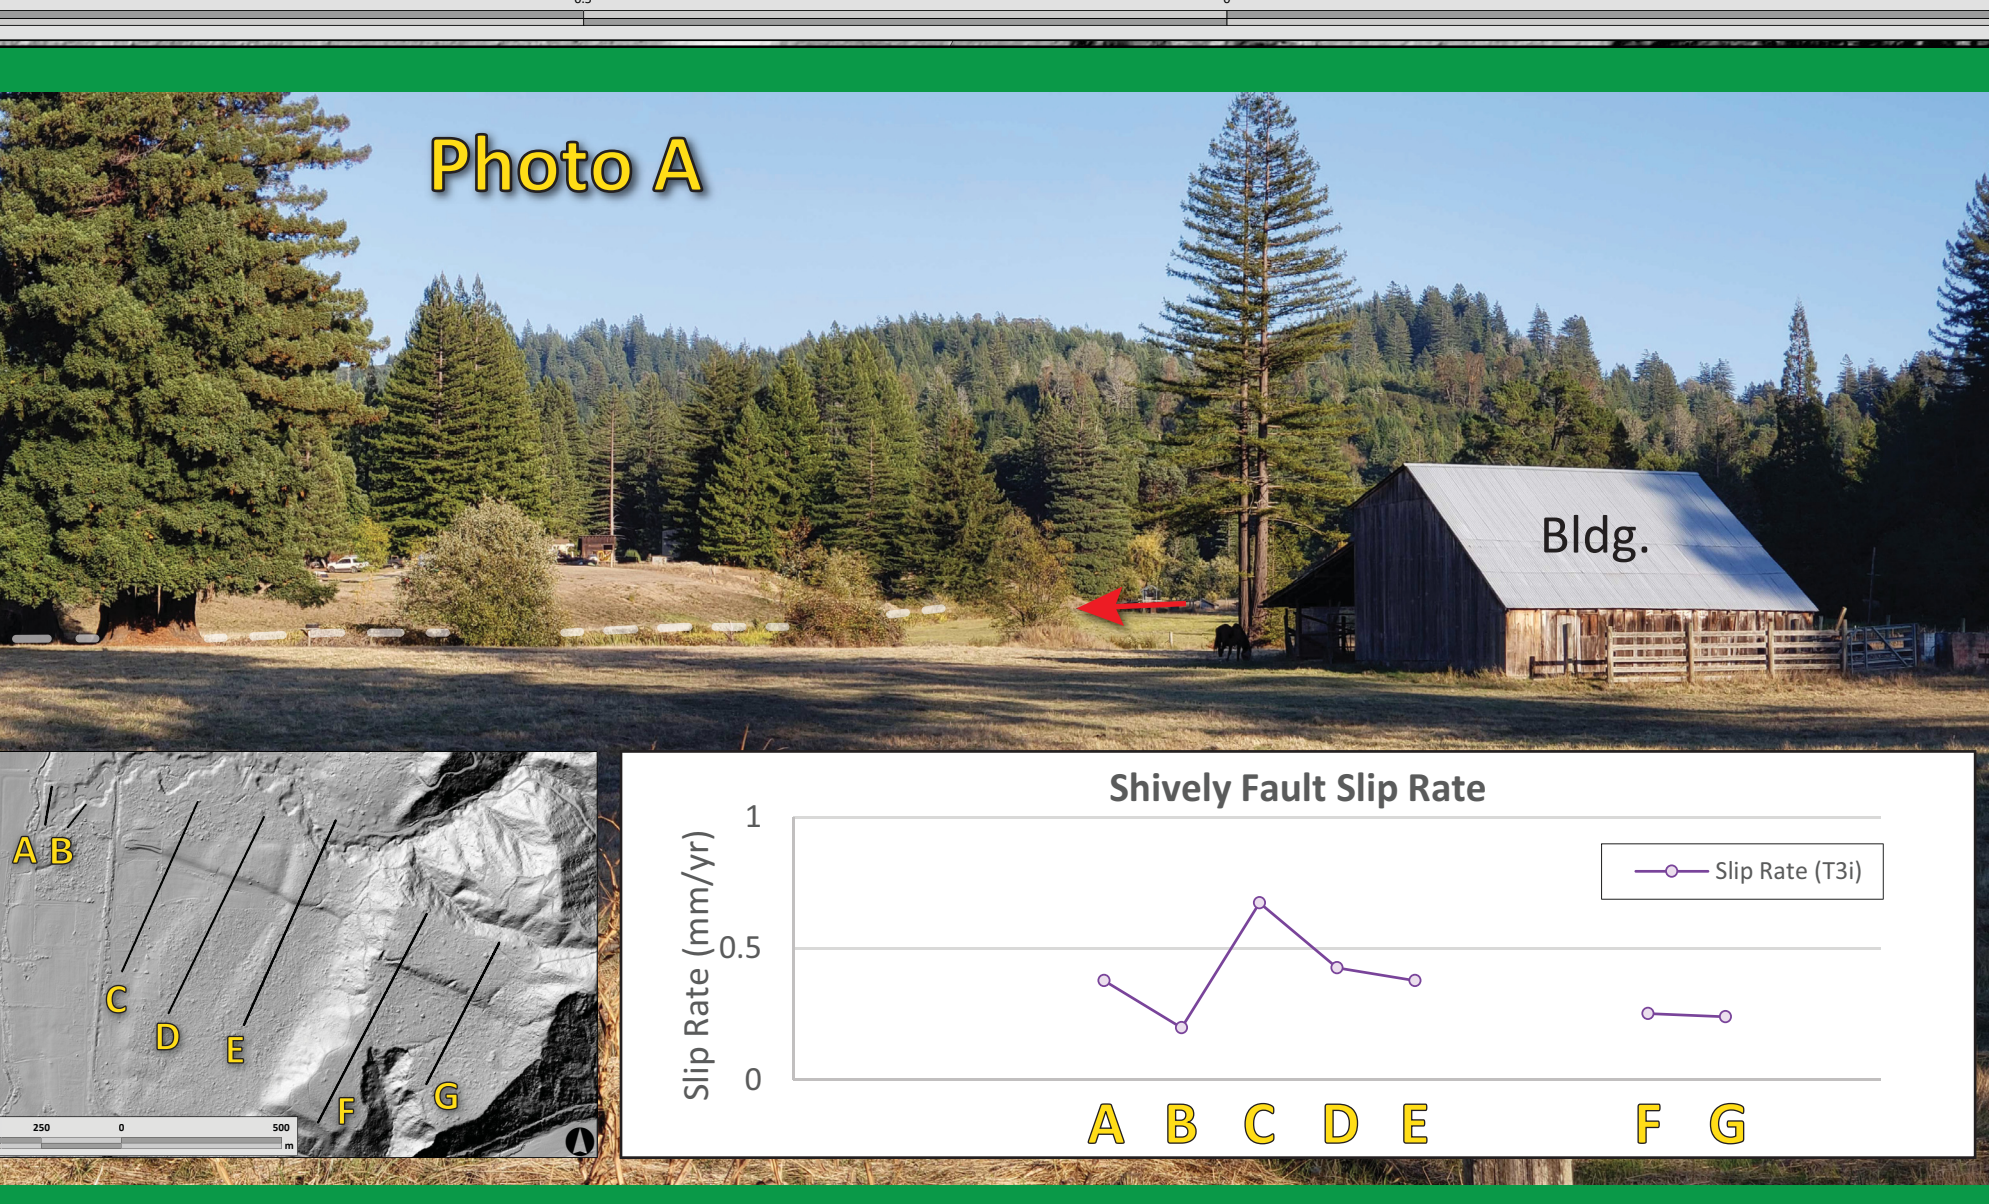 Photo A
Bldg.
A B
C
D
E
F
G
250 0 500
m
Shively Fault Slip Rate
1
0.5
0
Slip Rate (mm/yr)
Slip Rate (T3i)
A B C D E F G